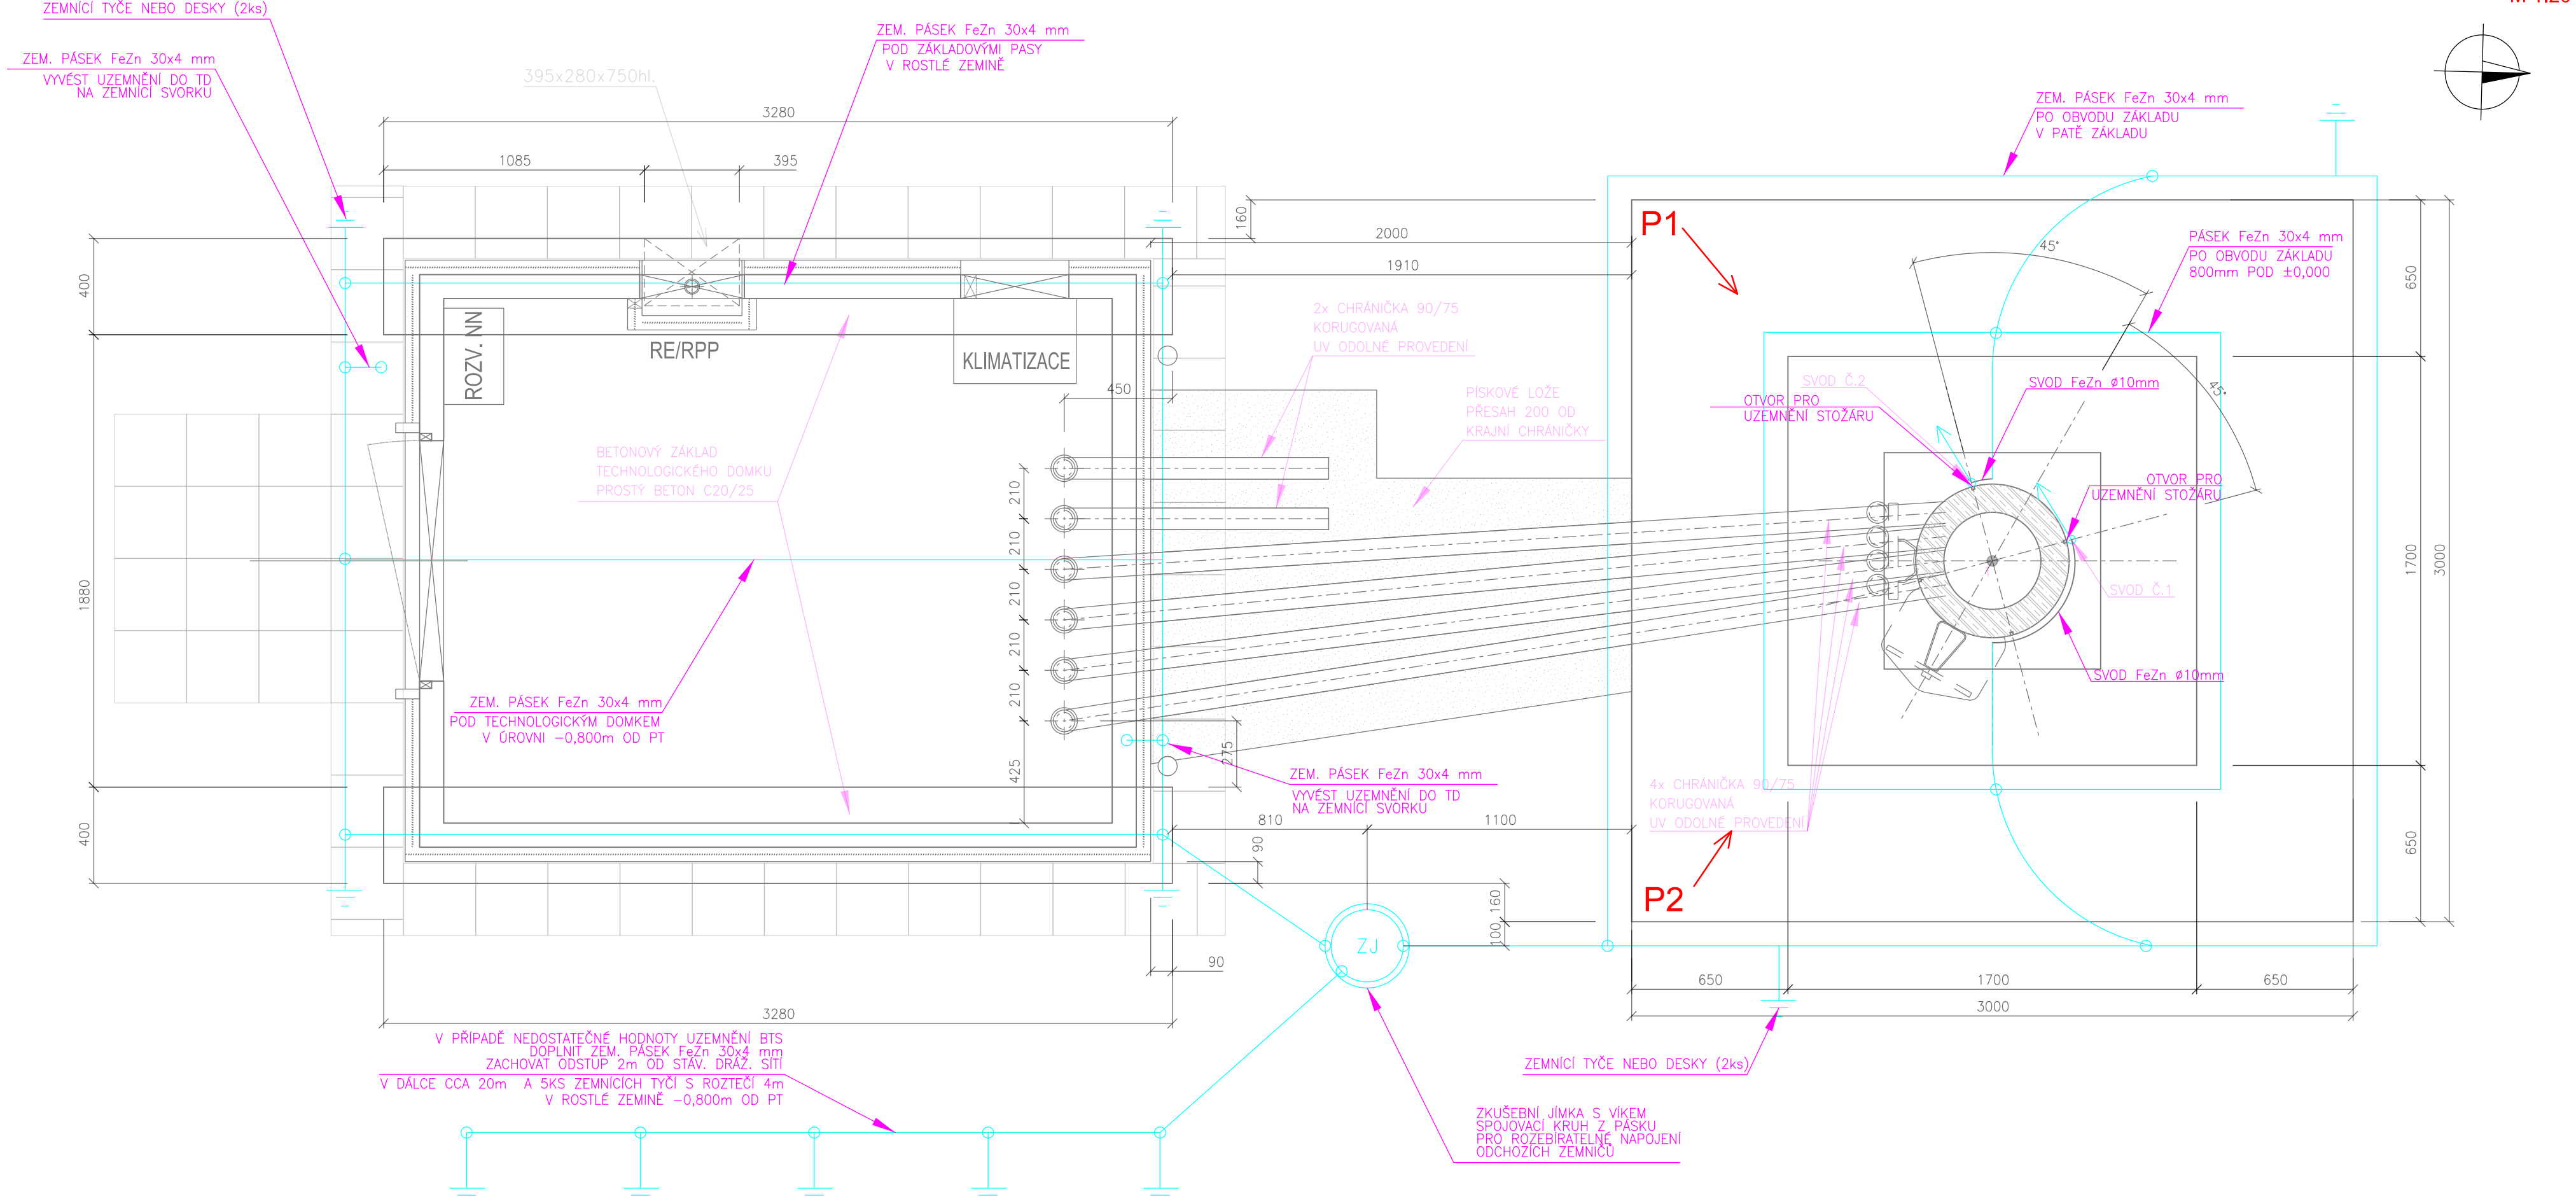 ZEMNÍCÍ TYČE NEBO DESKY (2ks)
ZEM. PÁSEK FeZn 30x4 mm
VYVÉST UZEMNĚNÍ DO TD
NA ZEMNÍCÍ SVORKU
395x280x750hl.
ZEM. PÁSEK FeZn 30x4 mm
POD ZÁKLADOVÝMI PASY
V ROSTLÉ ZEMINĚ
3280
1085
395
ZEM. PÁSEK FeZn 30x4 mm
PO OBVODU ZÁKLADU
V PATĚ ZÁKLADU
160
2000
1910
P1
45°
PÁSEK FeZn 30x4 mm
PO OBVODU ZÁKLADU
800mm POD ±0,000
400
1880
400
ROZV. NN
RE/RPP
KLIMATIZACE
450
2x CHRÁNIČKA 90/75
KORUGOVANÁ
UV ODOLNÉ PROVEDENÍ
PÍSKOVÉ LOŽE
PŘESAH 200 OD
KRAJNÍ CHRÁNIČKY
SVOD Č.2
SVOD FeZn ø10mm
OTVOR PRO
UZEMNĚNÍ STOŽÁRU
45°
650
1700
3000
650
BETONOVÝ ZÁKLAD
TECHNOLOGICKÉHO DOMKU
PROSTÝ BETON C20/25
210
210
210
210
210
425
275
OTVOR PRO
UZEMNĚNÍ STOŽÁRU
SVOD Č.1
SVOD FeZn ø10mm
ZEM. PÁSEK FeZn 30x4 mm
POD TECHNOLOGICKÝM DOMKEM
V ÚROVNI -0,800m OD PT
ZEM. PÁSEK FeZn 30x4 mm
VYVÉST UZEMNĚNÍ DO TD
NA ZEMNÍCÍ SVORKU
4x CHRÁNIČKA 90/75
KORUGOVANÁ
UV ODOLNÉ PROVEDENÍ
810
1100
90
P2
160
100
ZJ
90
650
1700
650
3000
3280
V PŘÍPADĚ NEDOSTATEČNÉ HODNOTY UZEMNĚNÍ BTS
DOPLNIT ZEM. PÁSEK FeZn 30x4 mm
ZACHOVAT ODSTUP 2m OD STÁV. DRÁŽ. SÍTÍ
V DÁLCE CCA 20m A 5KS ZEMNÍCÍCH TYČÍ S ROZTEČÍ 4m
V ROSTLÉ ZEMINĚ -0,800m OD PT
ZEMNÍCÍ TYČE NEBO DESKY (2ks)
ZKUŠEBNÍ JÍMKA S VÍKEM
SPOJOVACÍ KRUH Z PÁSKU
PRO ROZEBÍRATELNÉ NAPOJENÍ
ODCHOZÍCH ZEMNIČŮ